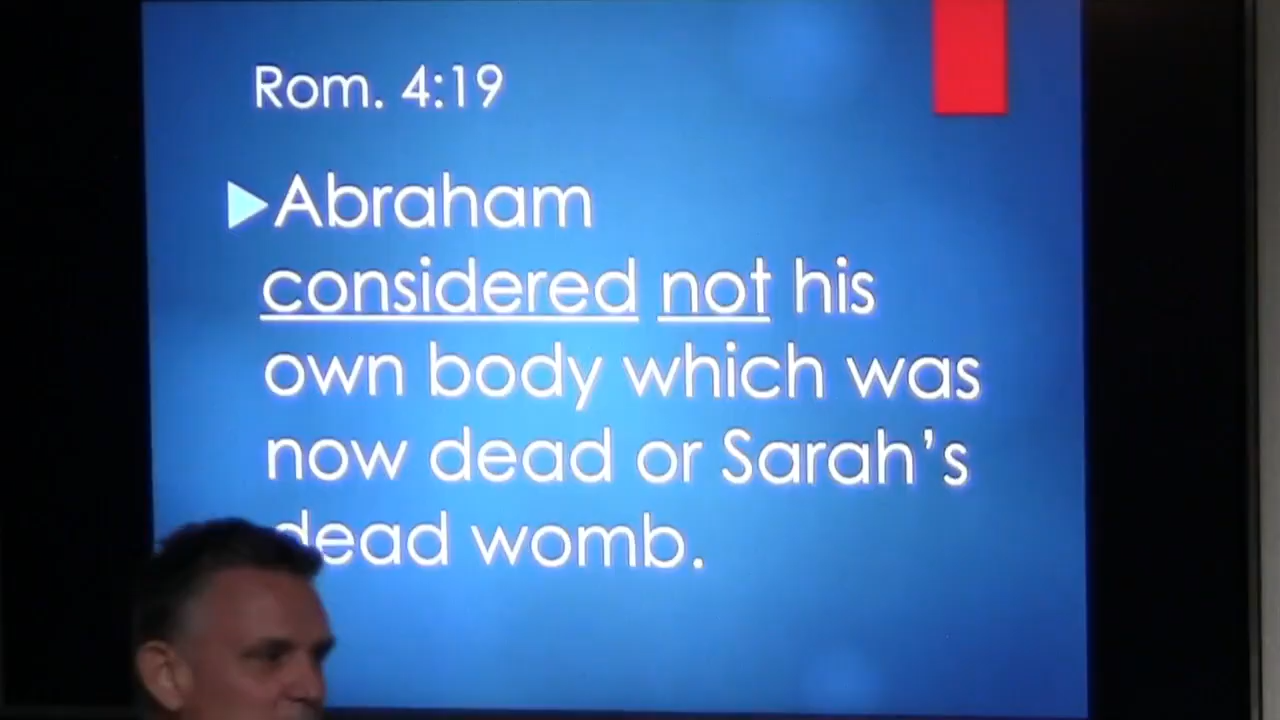 Rom. 4:19
Abraham
considered not his
own body which was
now dead or Sarah's
dead womb.